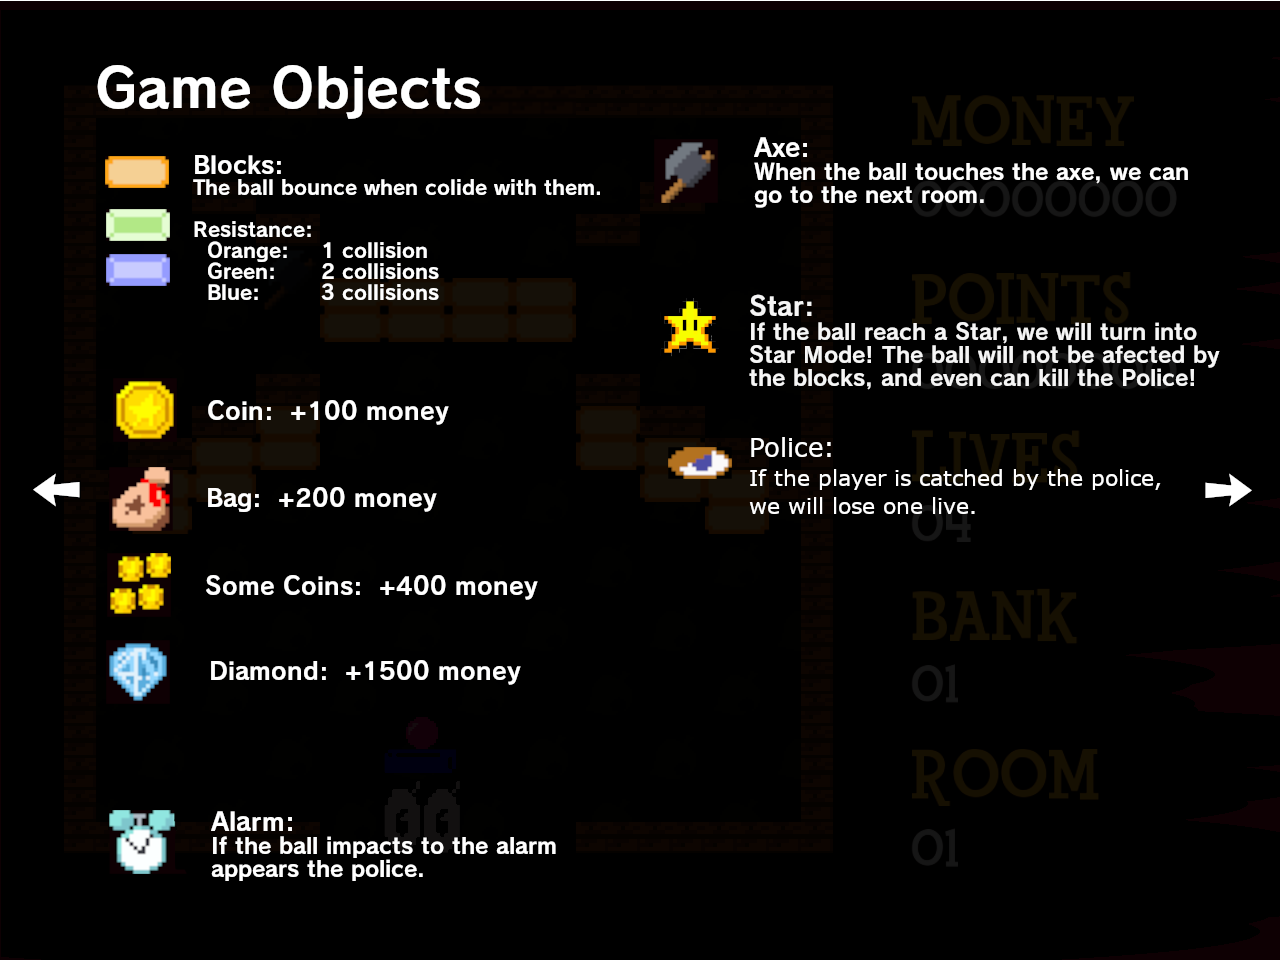 Game Objects
Blocks:
The ball bounce when colide with them.
Resistance:
Orange: 1 collision
Green: 2 collisions
Blue: 3 collisions
Coin: +100 money
Bag: +200 money
Some Coins: +400 money
Diamond: +1500 money
Alarm:
If the ball impacts to the alarm
appears the police.
Axe:
When the ball touches the axe, we can
go to the next room.
Star:
If the ball reach a Star, we will turn into
Star Mode! The ball will not be afected by
the blocks, and even can kill the Police!
Police:
If the player is catched by the police,
we will lose one live.
MONEY
00000000
POINTS
LIVES
04
BANK
01
ROOM
01